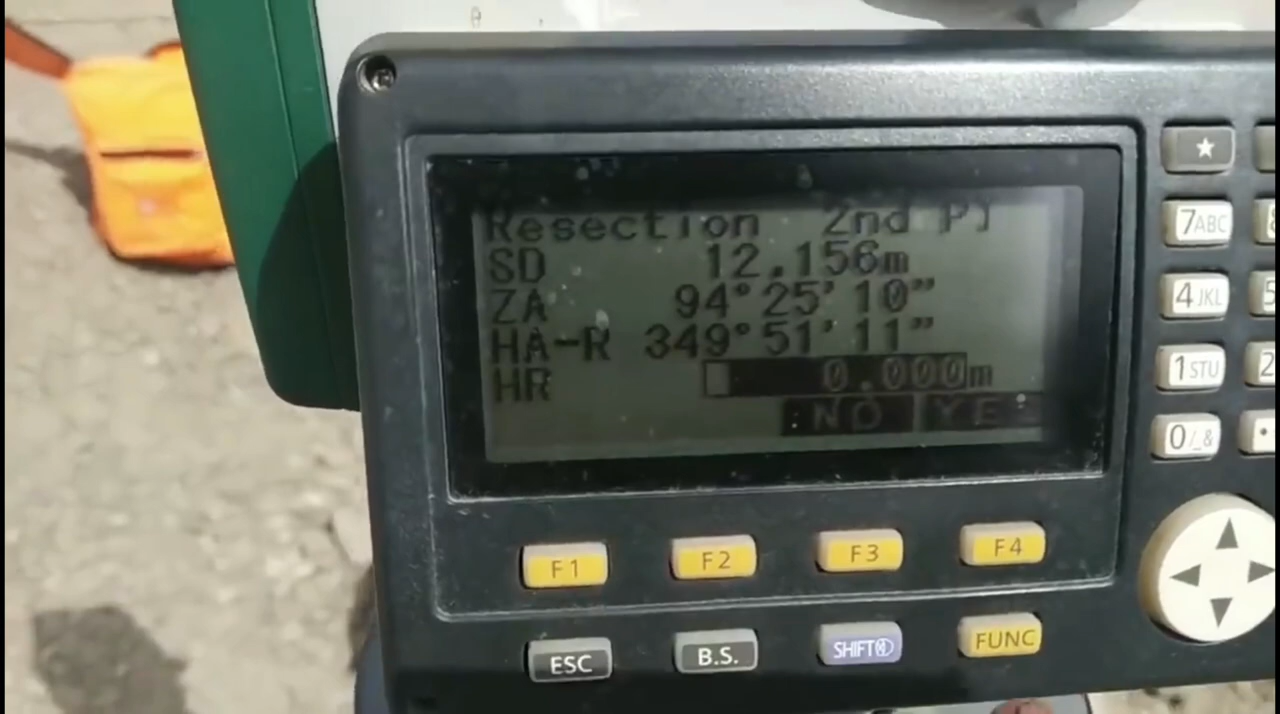 Resection 2nd PT
SD 12.156m
ZA 94°25'10"
HA-R 349°51'11"
HR 0.000m
NO YES
★
7ABC
4JKL
1STU
0/_&
F1 F2 F3 F4
ESC B.S. SHIFT FUNC